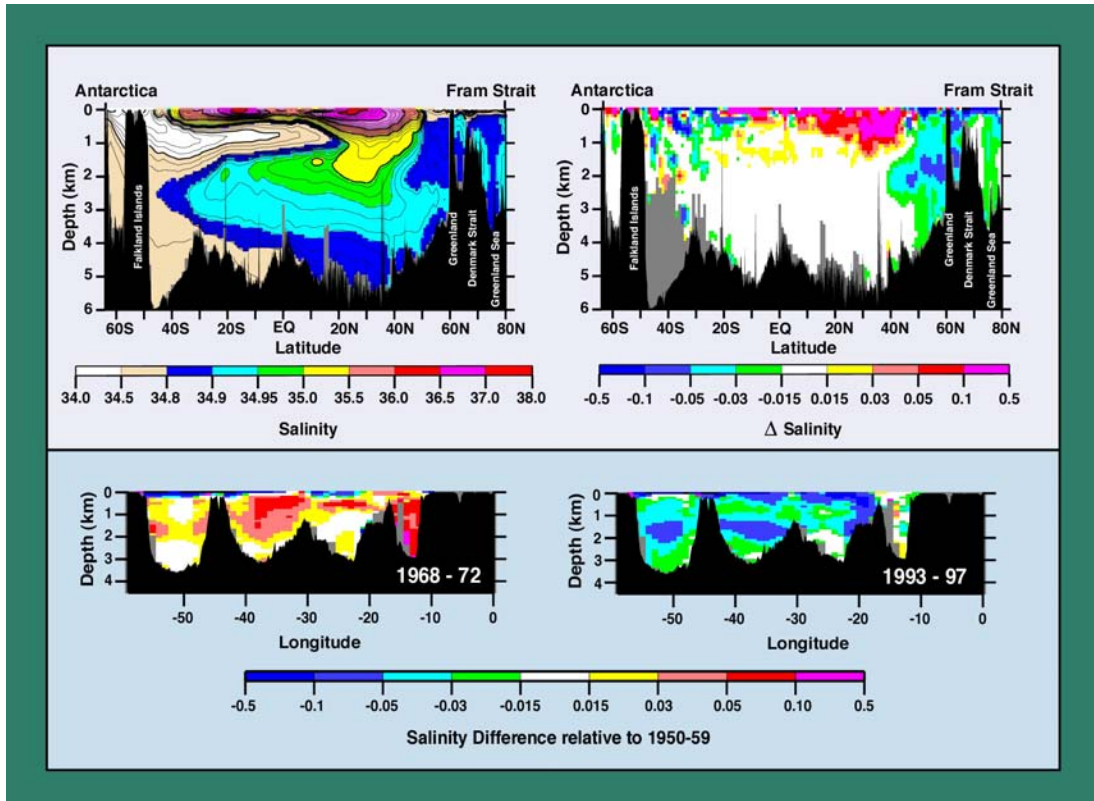 Antarctica Fram Strait
0
1
2
3
4
5
6
Depth (km)
Falkland Islands
Greenland
Denmark Strait
Greenland Sea
60S 40S 20S EQ 20N 40N 60N 80N
Latitude
34.0 34.5 34.8 34.9 34.95 35.0 35.5 36.0 36.5 37.0 38.0
Salinity
Antarctica Fram Strait
0
1
2
3
4
5
6
Depth (km)
Falkland Islands
Greenland
Denmark Strait
Greenland Sea
60S 40S 20S EQ 20N 40N 60N 80N
Latitude
-0.5 -0.1 -0.05 -0.03 -0.015 0.015 0.03 0.05 0.1 0.5
Δ Salinity
0
1
2
3
4
Depth (km)
1968 - 72
-50 -40 -30 -20 -10 0
Longitude
0
1
2
3
4
Depth (km)
1993 - 97
-50 -40 -30 -20 -10 0
Longitude
-0.5 -0.1 -0.05 -0.03 -0.015 0.015 0.03 0.05 0.10 0.5
Salinity Difference relative to 1950-59